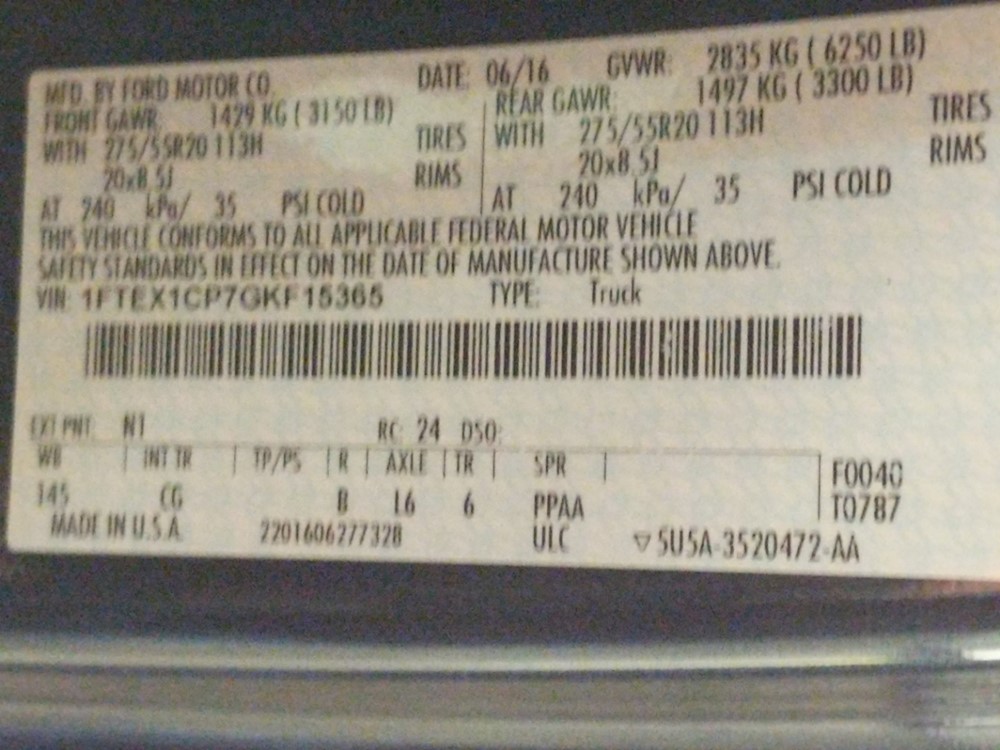 MFD. BY FORD MOTOR CO.
DATE: 06/16 GVWR: 2835 KG ( 6250 LB)
FRONT GAWR: 1429 KG ( 3150 LB)
REAR GAWR: 1497 KG ( 3300 LB)
WITH 275/55R20 113H TIRES
WITH 275/55R20 113H TIRES
20x8.5J RIMS
20x8.5J RIMS
AT 240 kPa/ 35 PSI COLD
AT 240 kPa/ 35 PSI COLD
THIS VEHICLE CONFORMS TO ALL APPLICABLE FEDERAL MOTOR VEHICLE
SAFETY STANDARDS IN EFFECT ON THE DATE OF MANUFACTURE SHOWN ABOVE.
VIN: 1FTEX1CP7GKF15365 TYPE: Truck
EXT PNT: N1 RC: 24 DSO:
WB INT TR TP/PS R AXLE TR SPR
F0040
145 CG B L6 6 PPAA
T0787
MADE IN U.S.A. 2201606277328 ULC ▽5U5A-3520472-AA